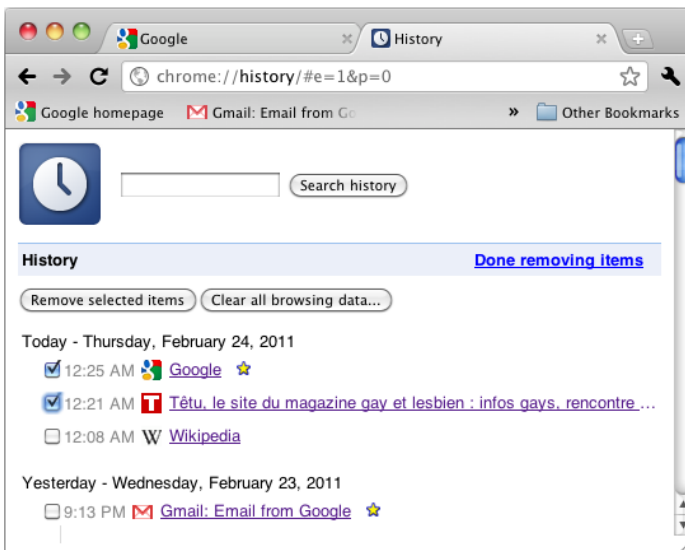 Google
History
chrome://history/#e=1&p=0
Google homepage Gmail: Email from Go » Other Bookmarks
Search history
History Done removing items
Remove selected items Clear all browsing data...
Today - Thursday, February 24, 2011
12:25 AM Google
12:21 AM Têtu, le site du magazine gay et lesbien : infos gays, rencontre ...
12:08 AM W Wikipedia
Yesterday - Wednesday, February 23, 2011
9:13 PM Gmail: Email from Google